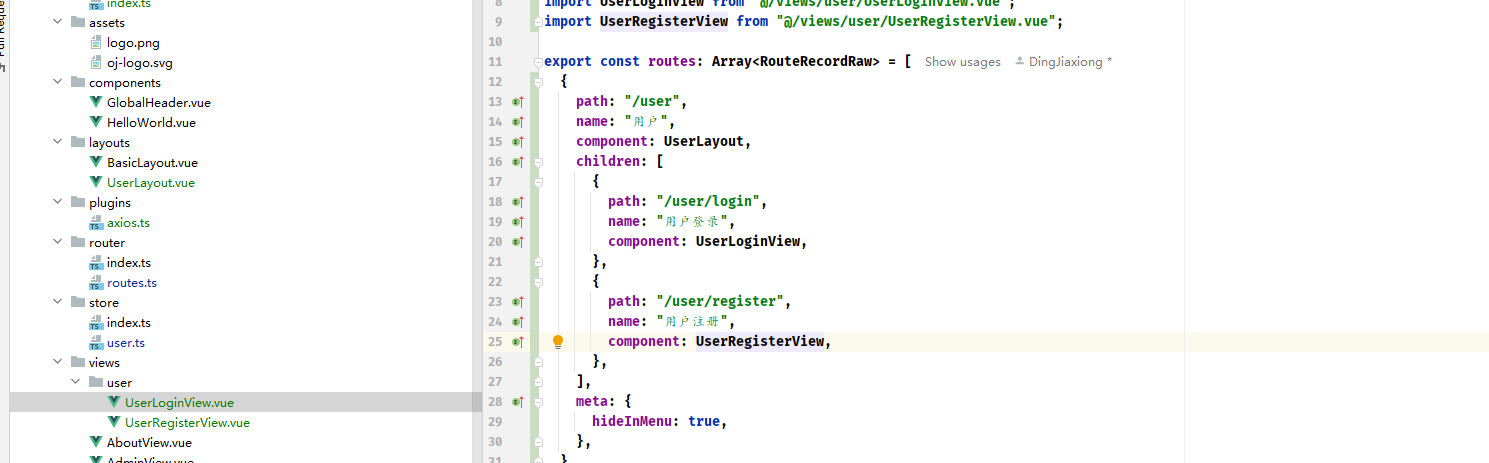 Pull Reque
index.ts
assets
logo.png
oj-logo.svg
components
GlobalHeader.vue
HelloWorld.vue
layouts
BasicLayout.vue
UserLayout.vue
plugins
axios.ts
router
index.ts
routes.ts
store
index.ts
user.ts
views
user
UserLoginView.vue
UserRegisterView.vue
AboutView.vue
AdminView.vue
8 import UserLoginView from "@/views/user/UserLoginView.vue";
9 import UserRegisterView from "@/views/user/UserRegisterView.vue";
10
11 export const routes: Array<RouteRecordRaw> = [ Show usages DingJiaxiong *
12 {
13 path: "/user",
14 name: "用户",
15 component: UserLayout,
16 children: [
17 {
18 path: "/user/login",
19 name: "用户登录",
20 component: UserLoginView,
21 },
22 {
23 path: "/user/register",
24 name: "用户注册",
25 component: UserRegisterView,
26 },
27 ],
28 meta: {
29 hideInMenu: true,
30 },
31 }